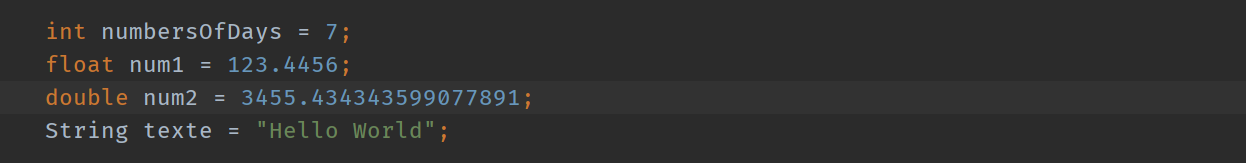 int numbersOfDays = 7;
float num1 = 123.4456;
double num2 = 3455.434343599077891;
String texte = "Hello World";